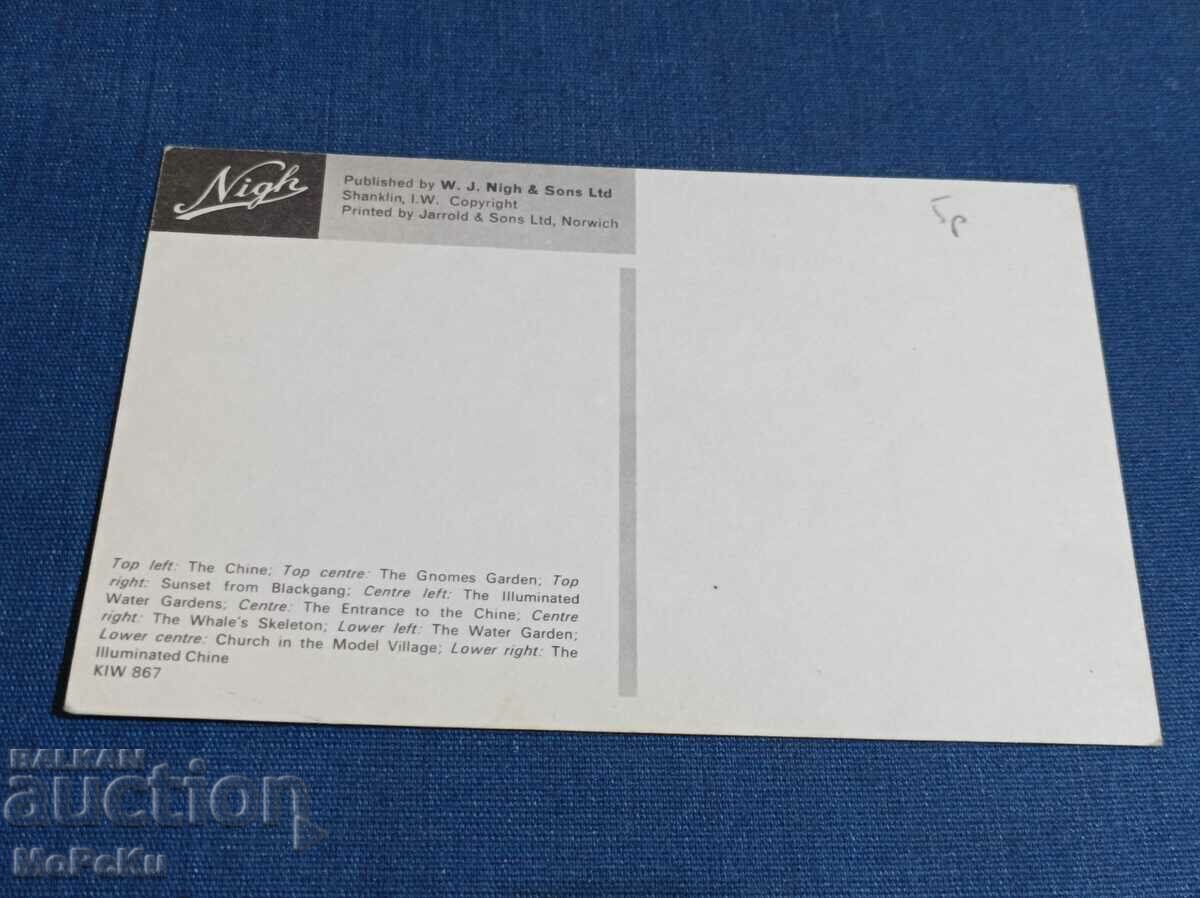 Nigh
Published by W. J. Nigh & Sons Ltd
Shanklin, I.W. Copyright
Printed by Jarrold & Sons Ltd, Norwich
5p
Top left: The Chine; Top centre: The Gnomes Garden; Top
right: Sunset from Blackgang; Centre left: The Illuminated
Water Gardens; Centre: The Entrance to the Chine; Centre
right: The Whale's Skeleton; Lower left: The Water Garden;
Lower centre: Church in the Model Village; Lower right: The
Illuminated Chine
KIW 867
BALKAN
auction
MoPcKu